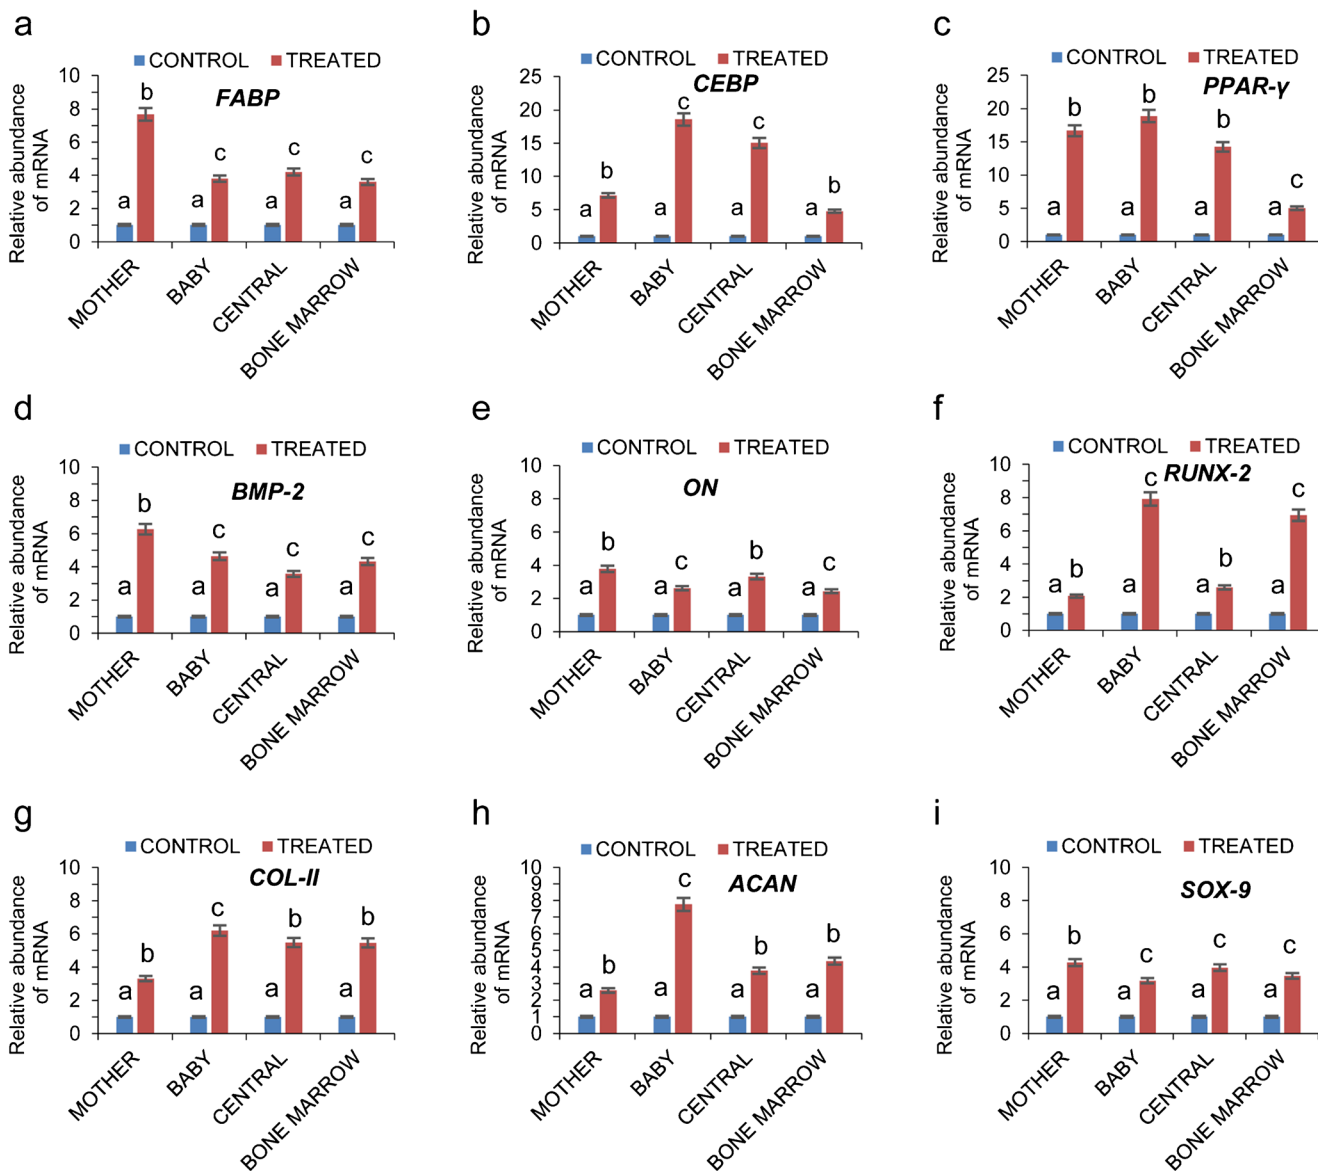 a
CONTROL TREATED
FABP
Relative abundance
of mRNA
10
8
6
4
2
0
a b a c a c a c
MOTHER
BABY
CENTRAL
BONE MARROW
b
CONTROL TREATED
CEBP
Relative abundance
of mRNA
25
20
15
10
5
0
a b a c a c a b
MOTHER
BABY
CENTRAL
BONE MARROW
c
CONTROL TREATED
PPAR-γ
Relative abundance
of mRNA
25
20
15
10
5
0
a b a b a b a c
MOTHER
BABY
CENTRAL
BONE MARROW
d
CONTROL TREATED
BMP-2
Relative abundance
of mRNA
10
8
6
4
2
0
a b a c a c a c
MOTHER
BABY
CENTRAL
BONE MARROW
e
CONTROL TREATED
ON
Relative abundance
of mRNA
10
8
6
4
2
0
a b a c a b a c
MOTHER
BABY
CENTRAL
BONE MARROW
f
CONTROL TREATED
RUNX-2
Relative abundance
of mRNA
10
8
6
4
2
0
a b a c a b a c
MOTHER
BABY
CENTRAL
BONE MARROW
g
CONTROL TREATED
COL-II
Relative abundance
of mRNA
10
8
6
4
2
0
a b a c a b a b
MOTHER
BABY
CENTRAL
BONE MARROW
h
CONTROL TREATED
ACAN
Relative abundance
of mRNA
10
9
8
7
6
5
4
3
2
1
0
a b a c a b a b
MOTHER
BABY
CENTRAL
BONE MARROW
i
CONTROL TREATED
SOX-9
Relative abundance
of mRNA
10
8
6
4
2
0
a b a c a c a c
MOTHER
BABY
CENTRAL
BONE MARROW